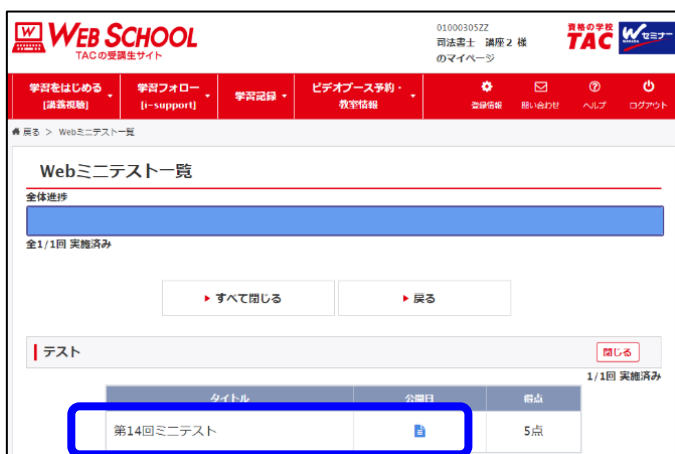 W WEB SCHOOL
TACの受講生サイト
01000305ZZ
司法書士 講座2 様
のマイページ
資格の学校
TAC
Wセミナー
学習をはじめる
[講義視聴]
学習フォロー
[i-support]
学習記録
ビデオブース予約・
教室情報
登録情報
問い合わせ
ヘルプ
ログアウト
戻る > Webミニテスト一覧
Webミニテスト一覧
全体進捗
全1/1回 実施済み
すべて閉じる
戻る
テスト
閉じる
1/1回 実施済み
タイトル 公開日 得点
第14回ミニテスト 5点